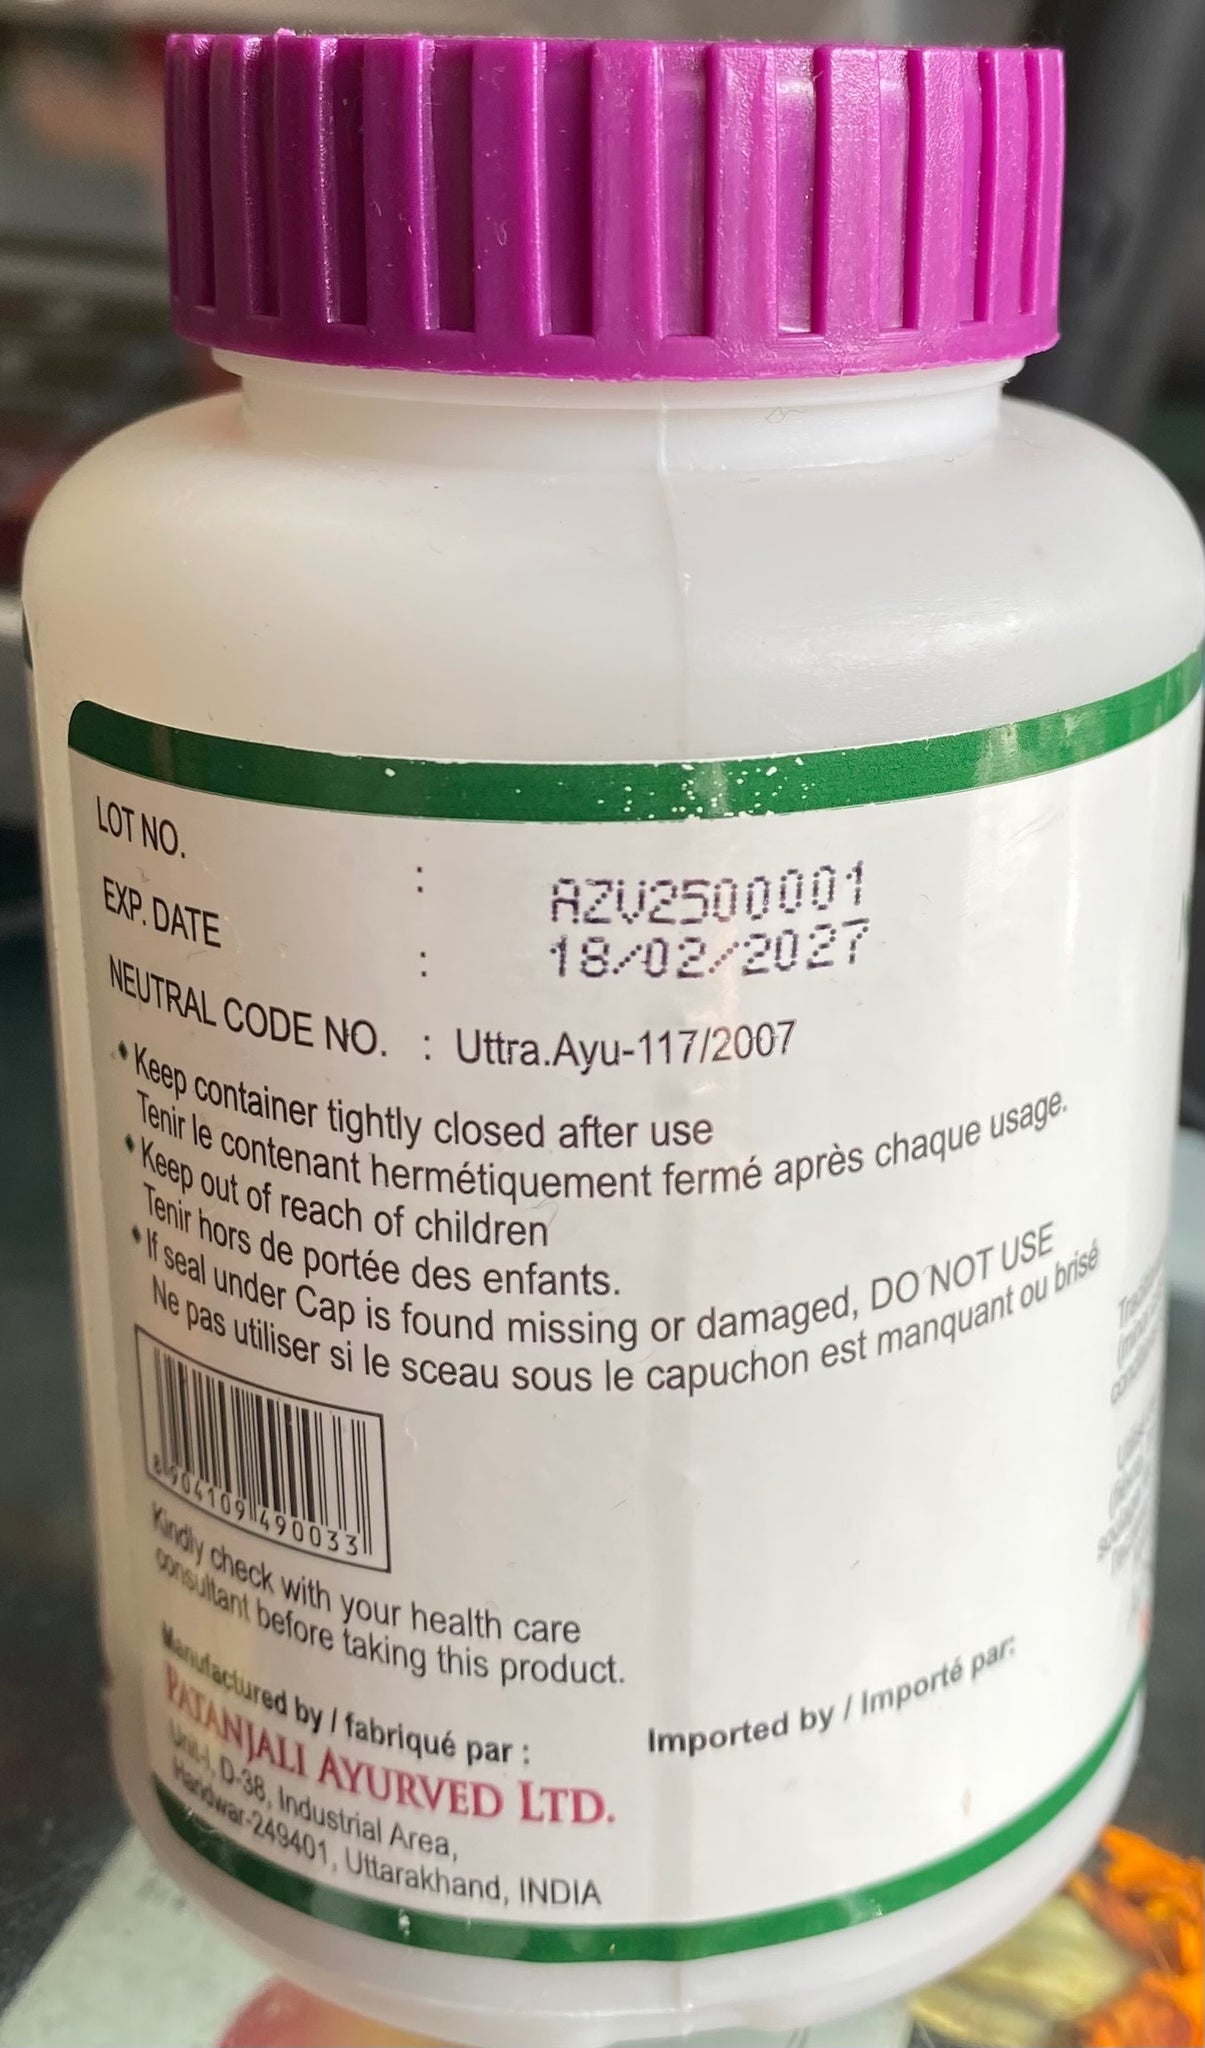 LOT NO. : AZV2500001
EXP. DATE : 18/02/2027
NEUTRAL CODE NO. : Uttra.Ayu-117/2007
• Keep container tightly closed after use
Tenir le contenant hermétiquement fermé après chaque usage.
• Keep out of reach of children
Tenir hors de portée des enfants.
• If seal under Cap is found missing or damaged, DO NOT USE
Ne pas utiliser si le sceau sous le capuchon est manquant ou brisé
8 904109 490033
Kindly check with your health care
consultant before taking this product.
Manufactured by / fabriqué par :
PATANJALI AYURVED LTD.
Unit-I, D-38, Industrial Area,
Haridwar-249401, Uttarakhand, INDIA
Imported by / Importé par: